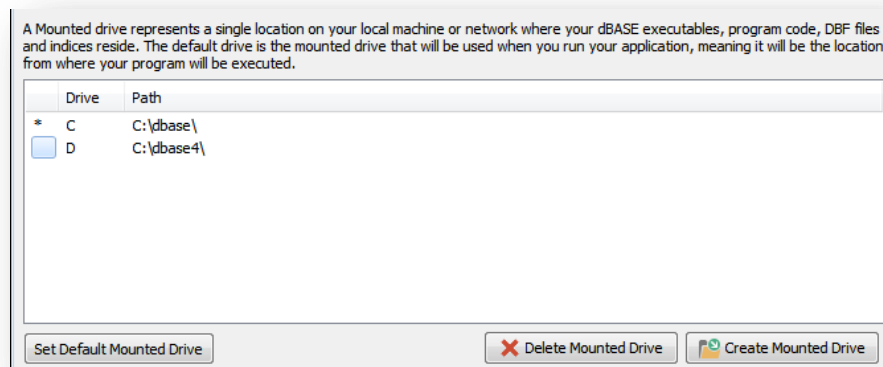 A Mounted drive represents a single location on your local machine or network where your dBASE executables, program code, DBF files
and indices reside. The default drive is the mounted drive that will be used when you run your application, meaning it will be the location
from where your program will be executed.
Drive Path
* C C:\dbase\
D C:\dbase4\
Set Default Mounted Drive Delete Mounted Drive Create Mounted Drive